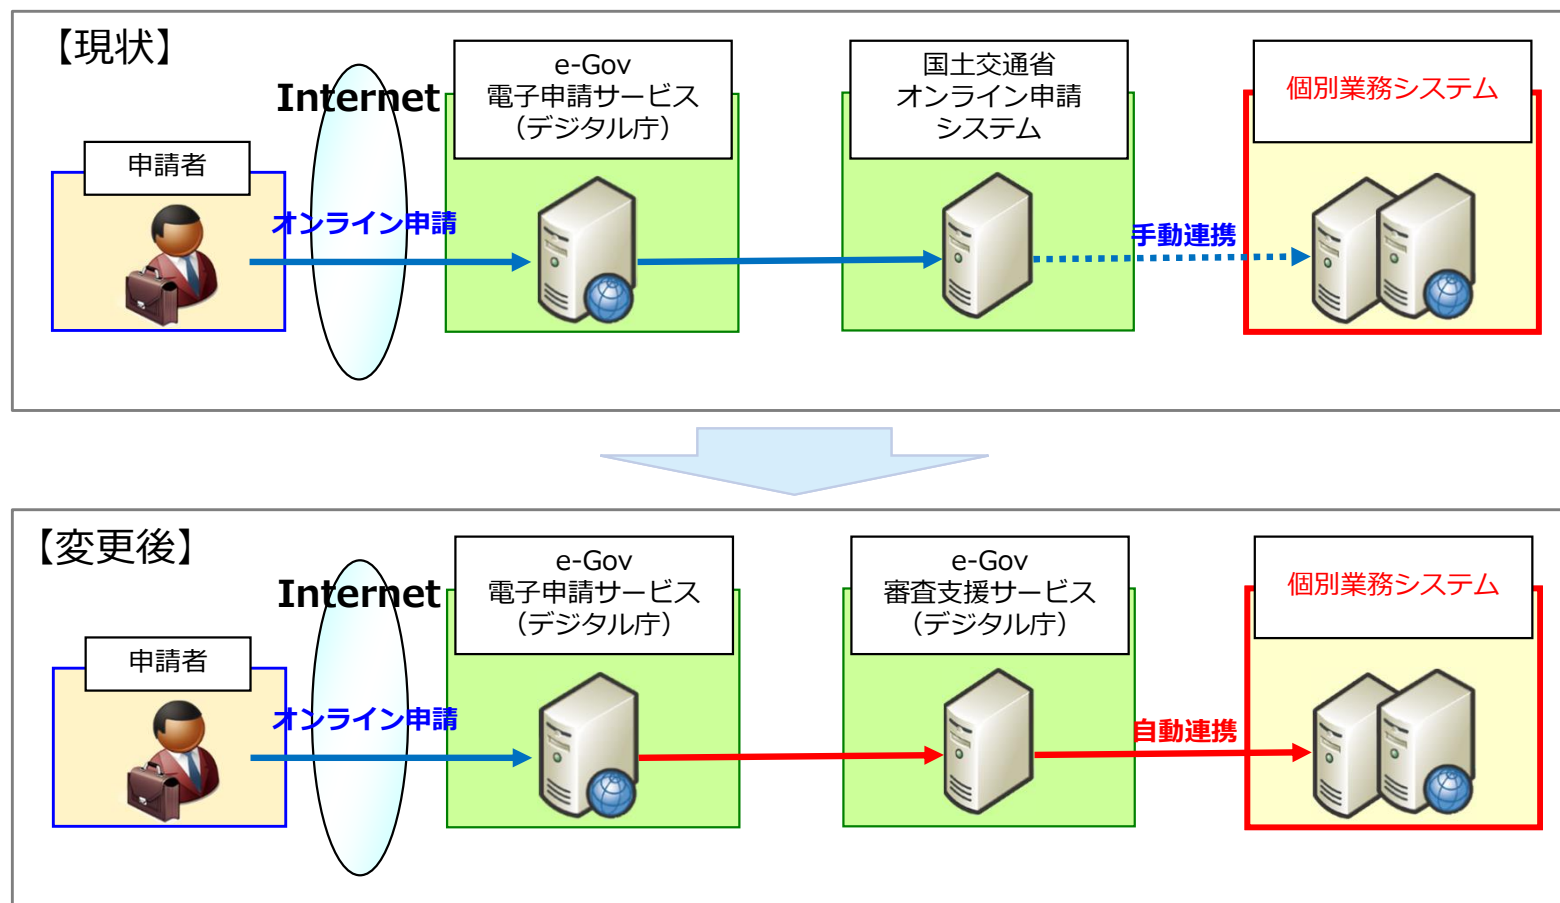 【現状】
申請者
Internet
オンライン申請
e-Gov
電子申請サービス
（デジタル庁）
国土交通省
オンライン申請
システム
手動連携
個別業務システム
【変更後】
申請者
Internet
オンライン申請
e-Gov
電子申請サービス
（デジタル庁）
e-Gov
審査支援サービス
（デジタル庁）
自動連携
個別業務システム